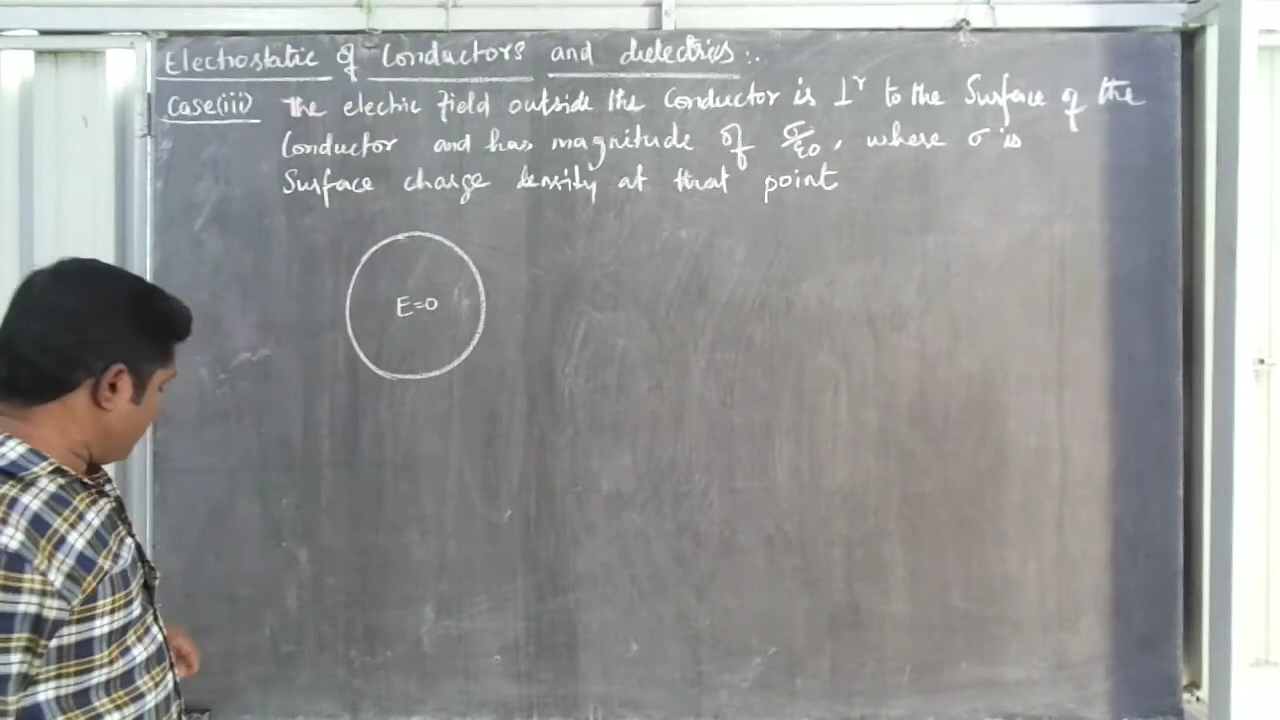 Electrostatic of Conductors and dielectrics:.
Case(iii) The electric field outside the Conductor is ⊥r to the Surface of the
Conductor and has magnitude of σ/ε0, where σ is
Surface charge density at that point
E=0